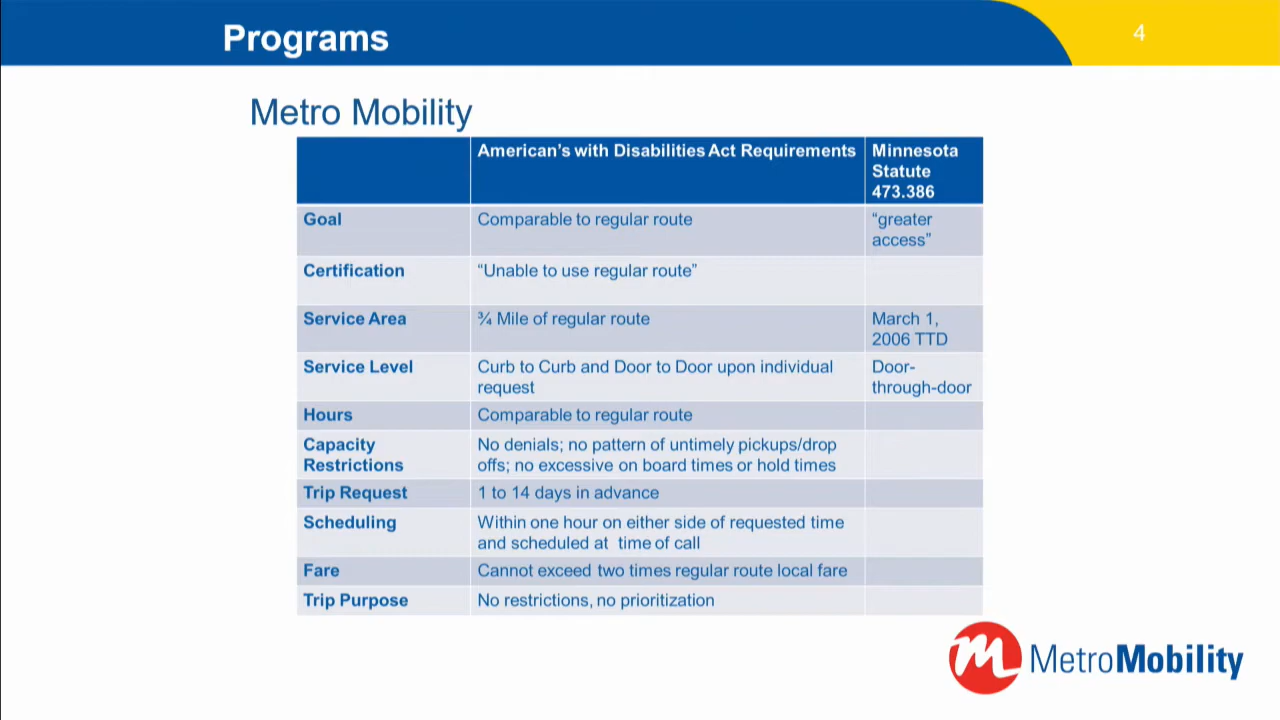 Programs
4
Metro Mobility
American's with Disabilities Act Requirements
Minnesota
Statute
473.386
Goal
Comparable to regular route
“greater
access”
Certification
“Unable to use regular route”
Service Area
¾ Mile of regular route
March 1,
2006 TTD
Service Level
Curb to Curb and Door to Door upon individual
request
Door-
through-door
Hours
Comparable to regular route
Capacity
Restrictions
No denials; no pattern of untimely pickups/drop
offs; no excessive on board times or hold times
Trip Request
1 to 14 days in advance
Scheduling
Within one hour on either side of requested time
and scheduled at  time of call
Fare
Cannot exceed two times regular route local fare
Trip Purpose
No restrictions, no prioritization
m MetroMobility